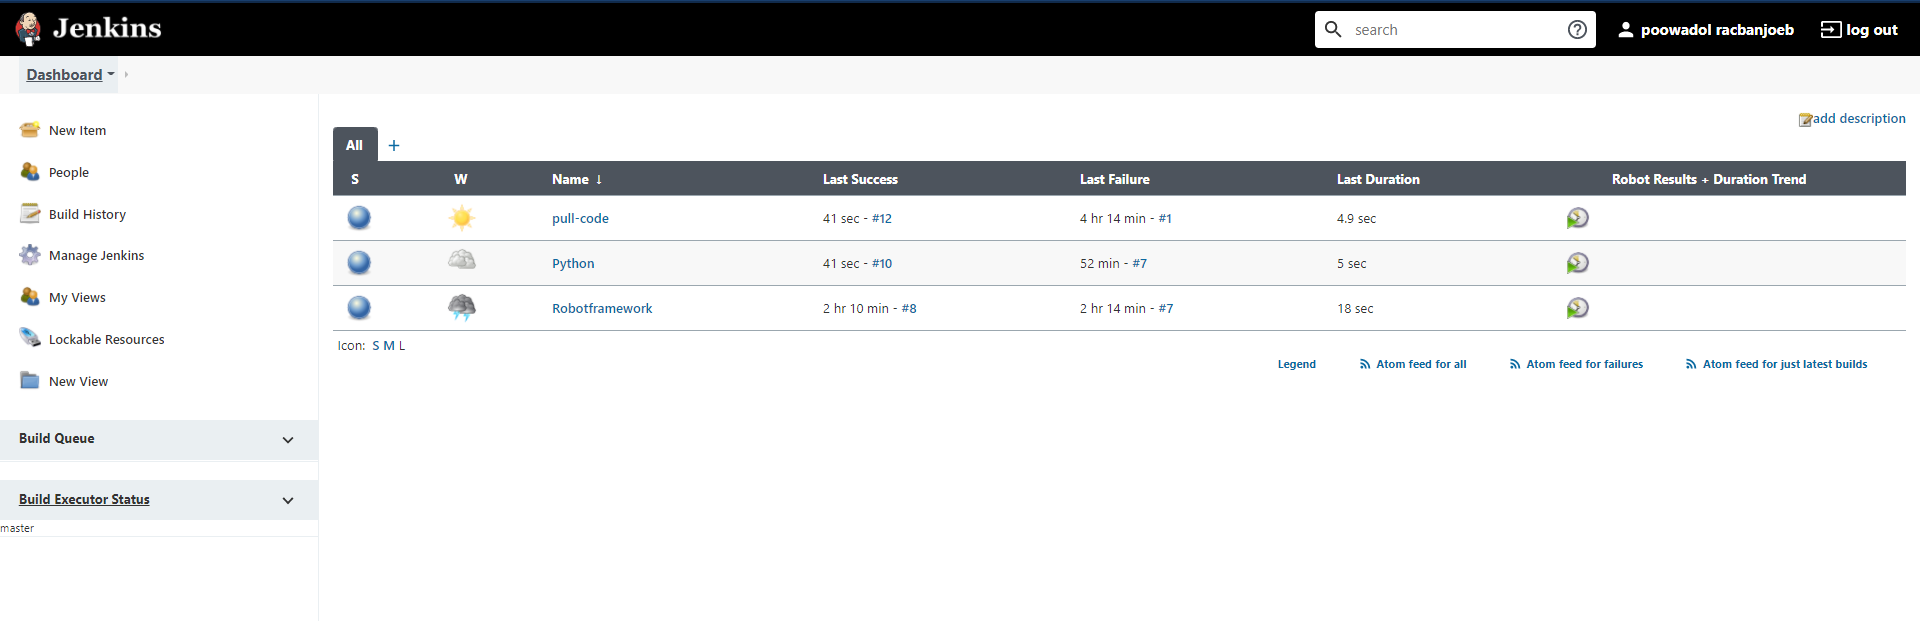 Jenkins
search
poowadol racbanjoeb
log out
Dashboard
New Item
People
Build History
Manage Jenkins
My Views
Lockable Resources
New View
Build Queue
Build Executor Status
master
add description
All +
S W Name ↓ Last Success Last Failure Last Duration Robot Results + Duration Trend
pull-code 41 sec - #12 4 hr 14 min - #1 4.9 sec
Python 41 sec - #10 52 min - #7 5 sec
Robotframework 2 hr 10 min - #8 2 hr 14 min - #7 18 sec
Icon: S M L
Legend Atom feed for all Atom feed for failures Atom feed for just latest builds